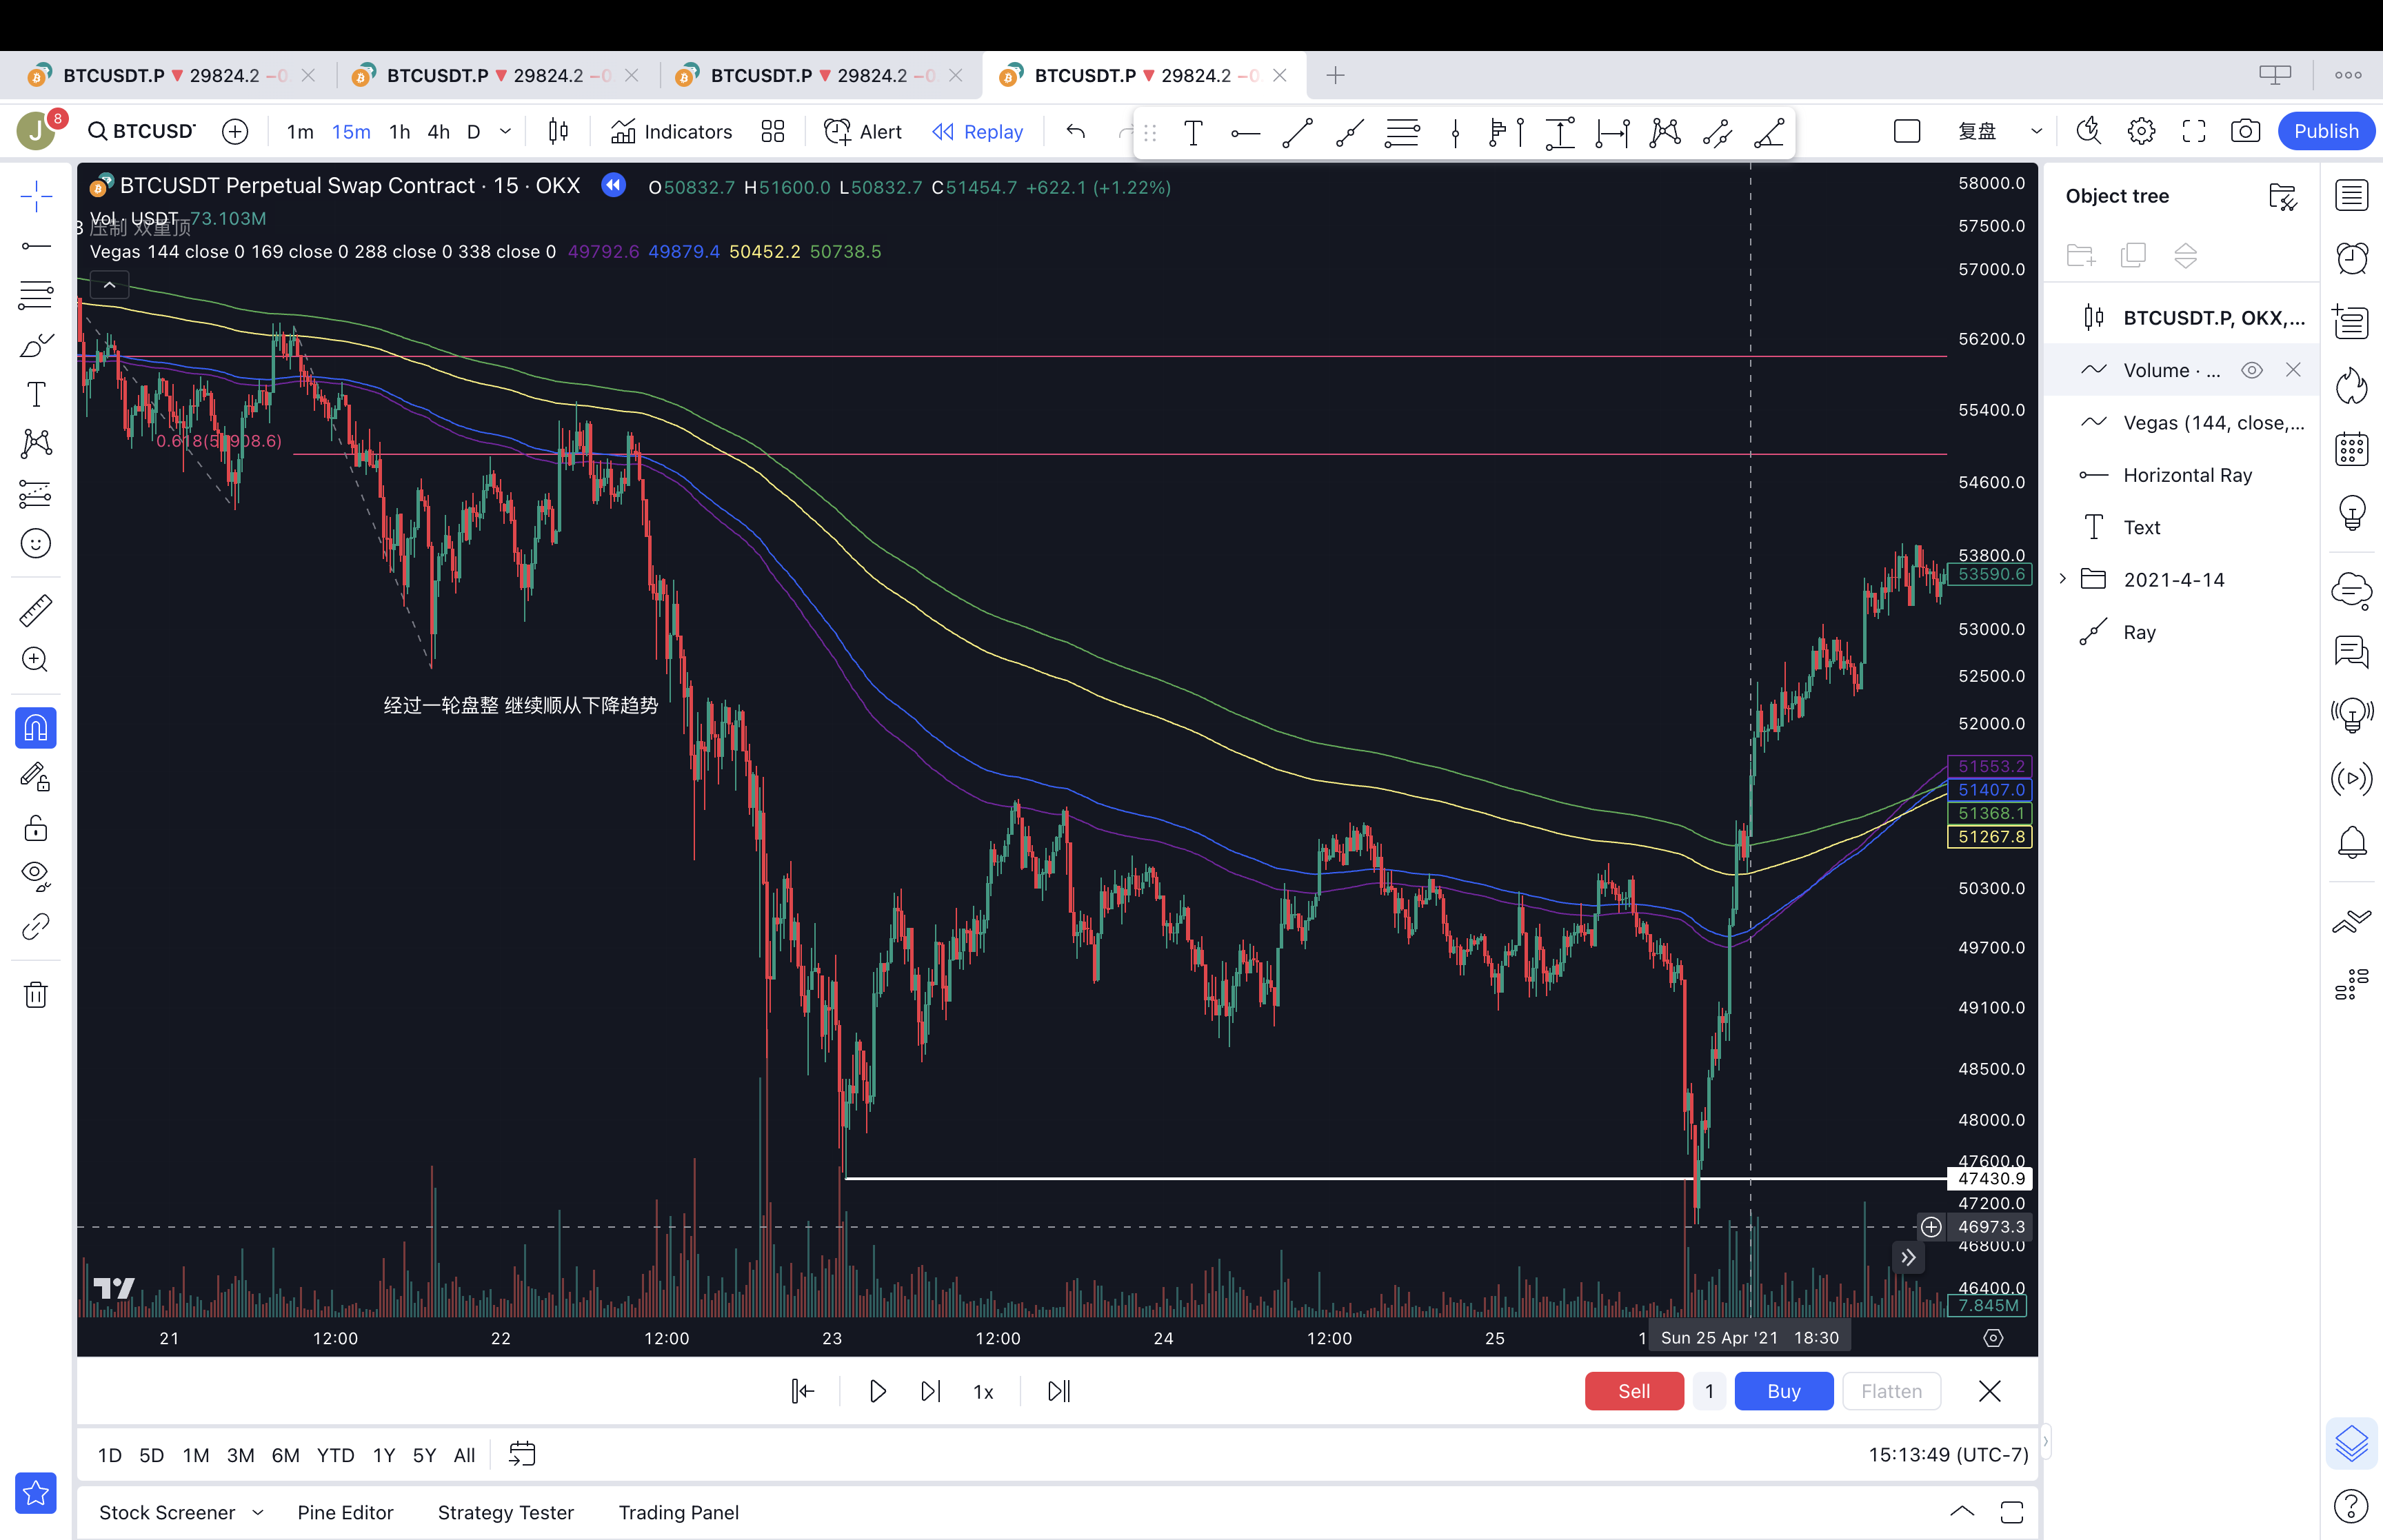 BTCUSDT.P ▼ 29824.2 −0
BTCUSDT.P ▼ 29824.2 −0
BTCUSDT.P ▼ 29824.2 −0
BTCUSDT.P ▼ 29824.2 −0
J 8 BTCUSD 1m 15m 1h 4h D Indicators Alert Replay 复盘 Publish
BTCUSDT Perpetual Swap Contract · 15 · OKX O50832.7 H51600.0 L50832.7 C51454.7 +622.1 (+1.22%)
Vol · USDT 73.103M
压制 双重顶
Vegas 144 close 0 169 close 0 288 close 0 338 close 0 49792.6 49879.4 50452.2 50738.5
经过一轮盘整 继续顺从下降趋势
58000.0
57500.0
57000.0
56200.0
55400.0
54600.0
53800.0
53590.6
53000.0
52500.0
52000.0
51553.2
51407.0
51368.1
51267.8
50300.0
49700.0
49100.0
48500.0
48000.0
47600.0
47430.9
47200.0
46973.3
46800.0
46400.0
7.845M
21 12:00 22 12:00 23 12:00 24 12:00 25 Sun 25 Apr '21 18:30
1x
Sell 1 Buy Flatten
1D 5D 1M 3M 6M YTD 1Y 5Y All
15:13:49 (UTC-7)
Stock Screener Pine Editor Strategy Tester Trading Panel
Object tree
BTCUSDT.P, OKX,...
Volume · ...
Vegas (144, close,...
Horizontal Ray
Text
2021-4-14
Ray